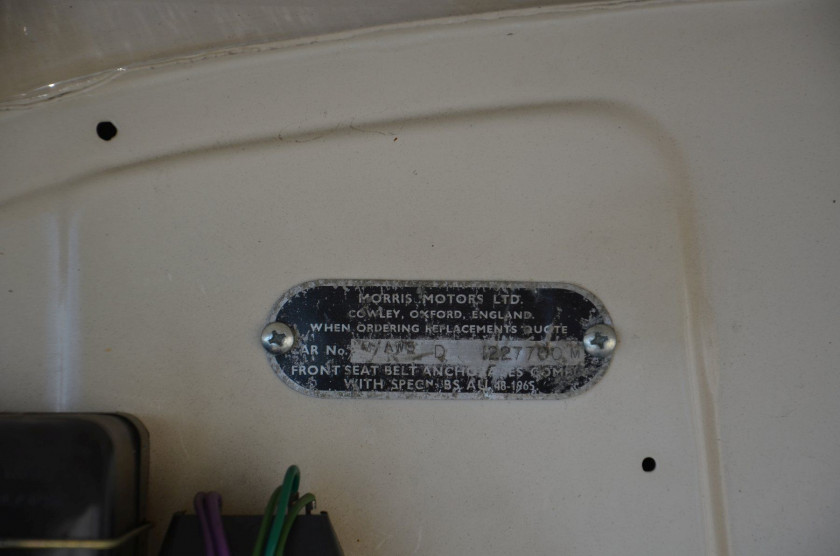 MORRIS MOTORS LTD.
COWLEY, OXFORD, ENGLAND.
WHEN ORDERING REPLACEMENTS QUOTE
CAR No. D
FRONT SEAT BELT ANCHORAGES COMPLY
WITH SPECN. BS. AU. 48-1965